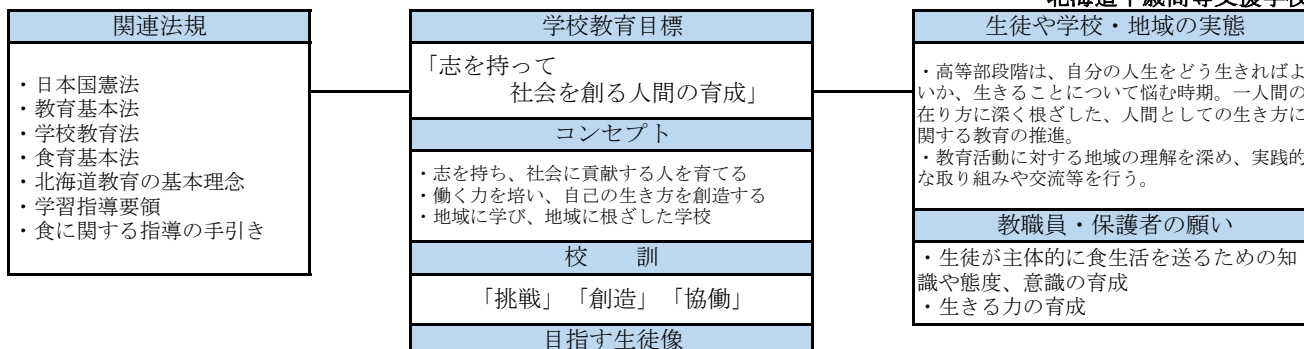 北海道千歳高等支援学校
関連法規
・日本国憲法
・教育基本法
・学校教育法
・食育基本法
・北海道教育の基本理念
・学習指導要領
・食に関する指導の手引き
学校教育目標
「志を持って
社会を創る人間の育成」
コンセプト
・志を持ち、社会に貢献する人を育てる
・働く力を培い、自己の生き方を創造する
・地域に学び、地域に根ざした学校
校 訓
「挑戦」「創造」「協働」
目指す生徒像
生徒や学校・地域の実態
・高等部段階は、自分の人生をどう生きればよ
いか、生きることについて悩む時期。一人間の
在り方に深く根ざした、人間としての生き方に
関する教育の推進。
・教育活動に対する地域の理解を深め、実践的
な取り組みや交流等を行う。
教職員・保護者の願い
・生徒が主体的に食生活を送るための知
識や態度、意識の育成
・生きる力の育成